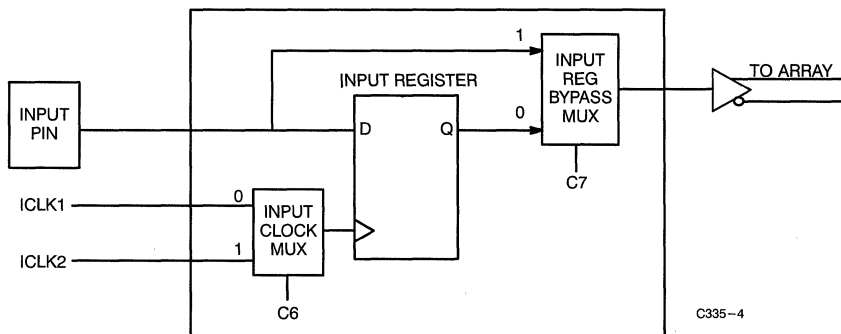 INPUT
PIN
ICLK1
ICLK2
0
1
INPUT
CLOCK
MUX
C6
INPUT REGISTER
D
Q
1
0
INPUT
REG
BYPASS
MUX
C7
TO ARRAY
C335–4